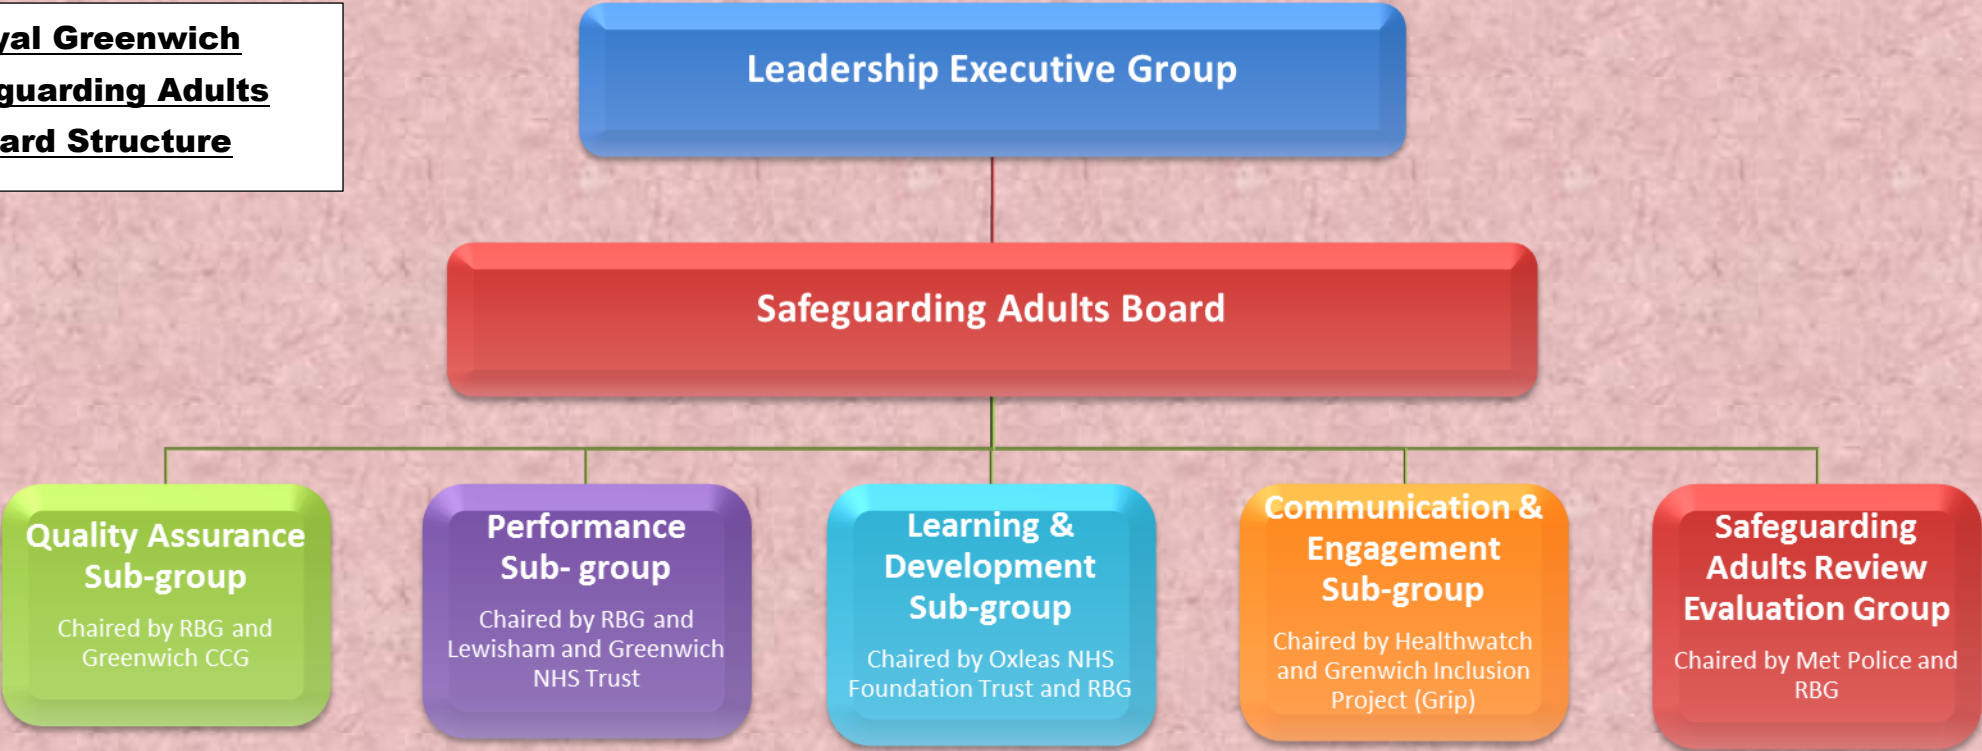 yal Greenwich
guarding Adults
ard Structure
Leadership Executive Group
Safeguarding Adults Board
Quality Assurance
Sub-group
Chaired by RBG and
Greenwich CCG
Performance
Sub- group
Chaired by RBG and
Lewisham and Greenwich
NHS Trust
Learning &
Development
Sub-group
Chaired by Oxleas NHS
Foundation Trust and RBG
Communication &
Engagement
Sub-group
Chaired by Healthwatch
and Grenwich Inclusion
Project (Grip)
Safeguarding
Adults Review
Evaluation Group
Chaired by Met Police and
RBG